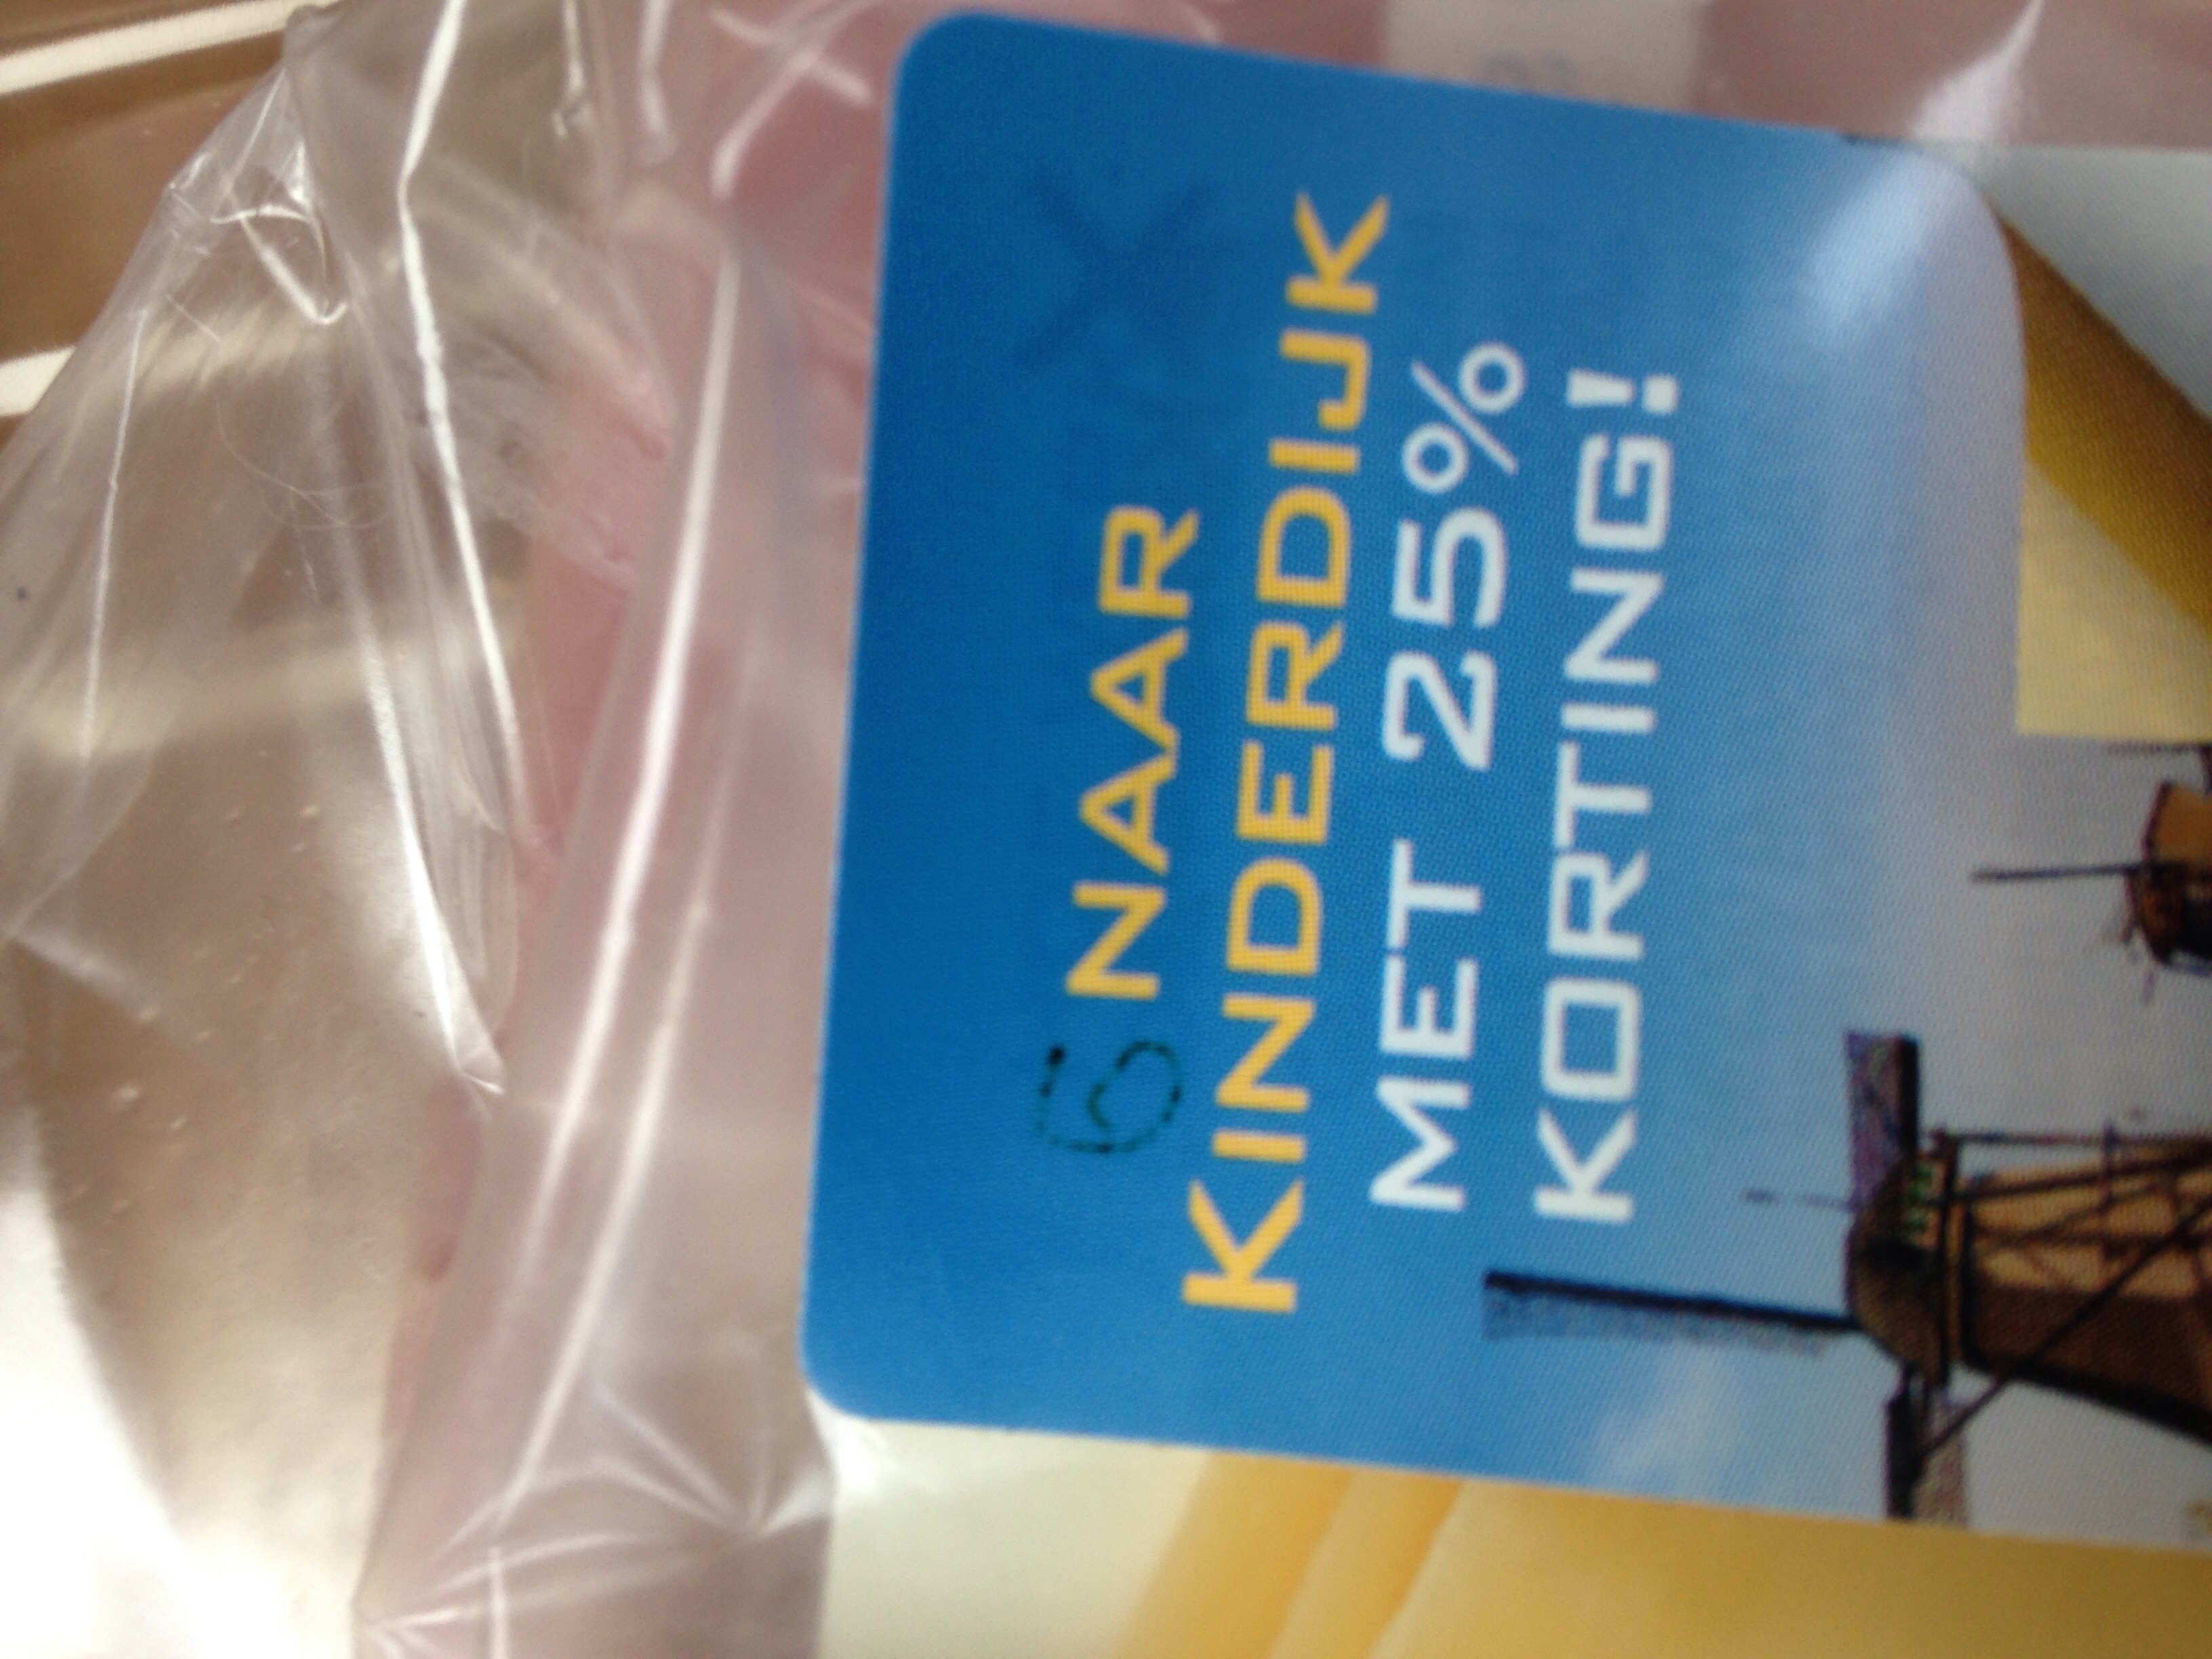 NAAR
KINDERDIJK
MET 25%
KORTING!